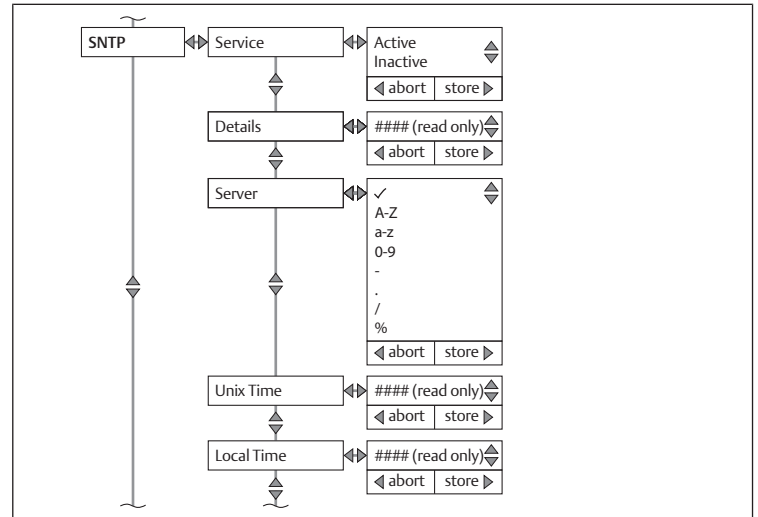 SNTP Service Active
Inactive
abort store
Details #### (read only)
abort store
Server ✓
A-Z
a-z
0-9
-
.
/
%
abort store
Unix Time #### (read only)
abort store
Local Time #### (read only)
abort store